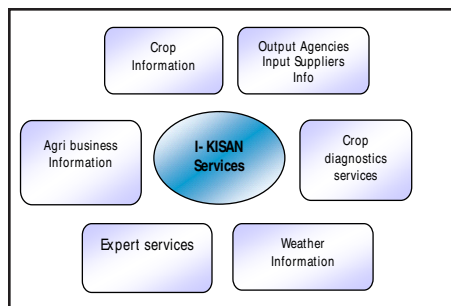 Crop
Information
Output Agencies
Input Suppliers
Info
Agri business
Information
I- KISAN
Services
Crop
diagnostics
services
Expert services
Weather
Information